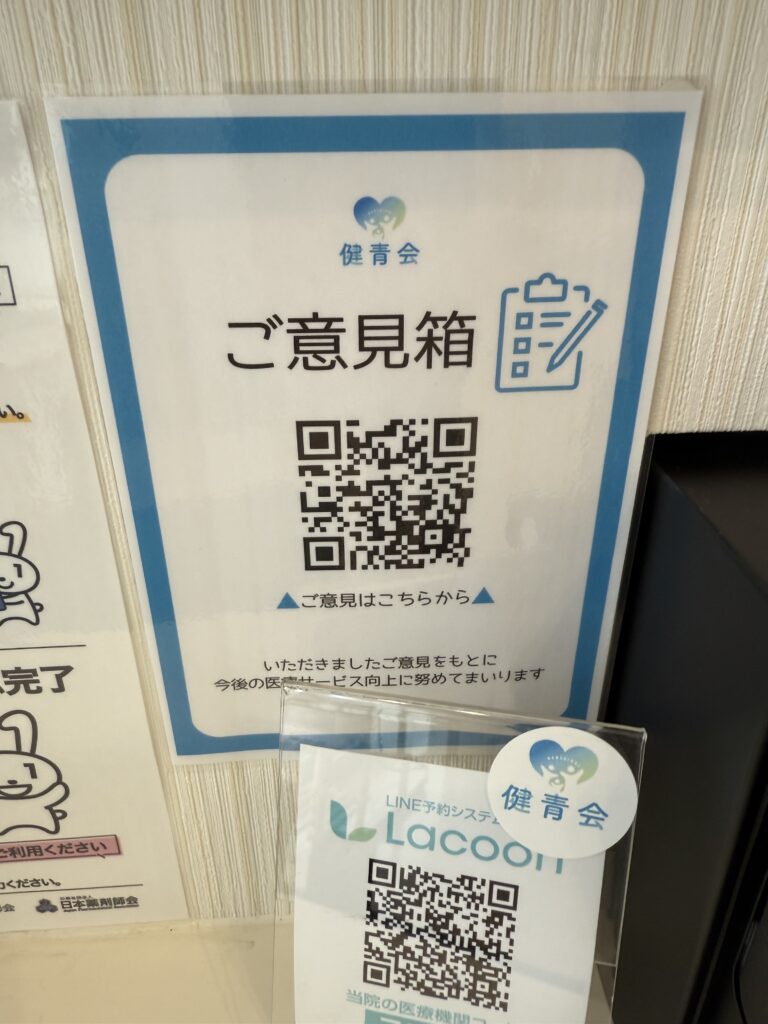 健青会
ご意見箱
▲ご意見はこちらから▲
いただきましたご意見をもとに
今後の医療サービス向上に努めてまいります
LINE予約システム
Lacoon
健青会
当院の医療機関コー
い。
完了
ご利用ください
ください。
日本薬剤師会